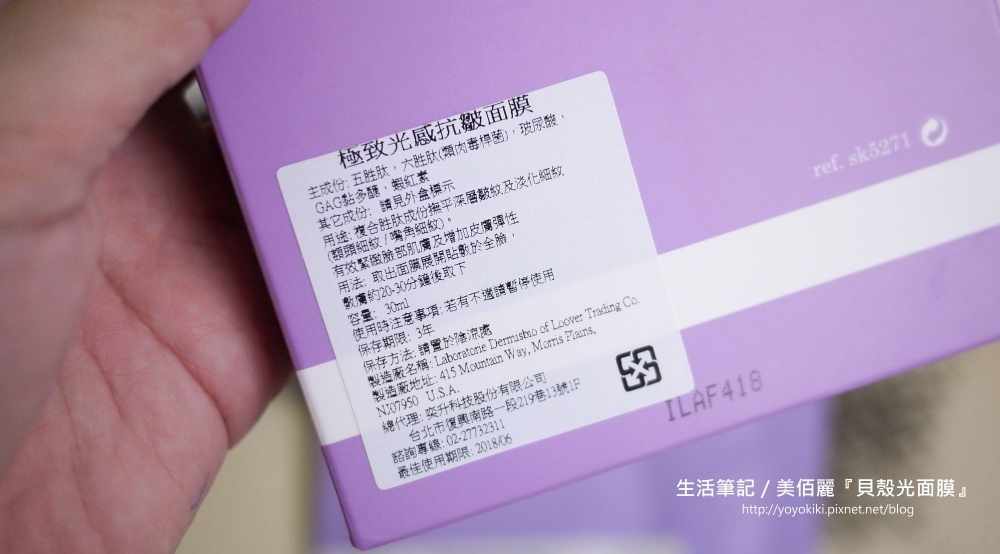 極致光感抗皺面膜
主成份: 五胜肽，六胜肽(類肉毒桿菌)，玻尿酸，
GAG黏多醣，蝦紅素
其它成份: 請見外盒標示
用途: 複合胜肽成份撫平深層皺紋及淡化細紋
(額頭細紋/嘴角細紋)。
有效緊緻臉部肌膚及增加皮膚彈性
用法: 取出面膜展開貼敷於全臉，
敷膚約20-30分鐘後取下
容量: 30ml
使用時注意事項: 若有不適請暫停使用
保存期限: 3年
保存方法: 請置於陰涼處
製造廠名稱: Laboratorie Dermusbio of Loover Trading Co.
製造廠地址: 415 Mountain Way, Morris Plains,
NJ07950 U.S.A.
總代理: 奕升科技股份有限公司
台北市復興南路一段219巷13號1F
諮詢專線: 02-27732311
最佳使用期限: 2018/06
ref. sk5271
ILAF418
生活筆記 / 美佰麗『貝殼光面膜』
http://yoyokiki.pixnet.net/blog